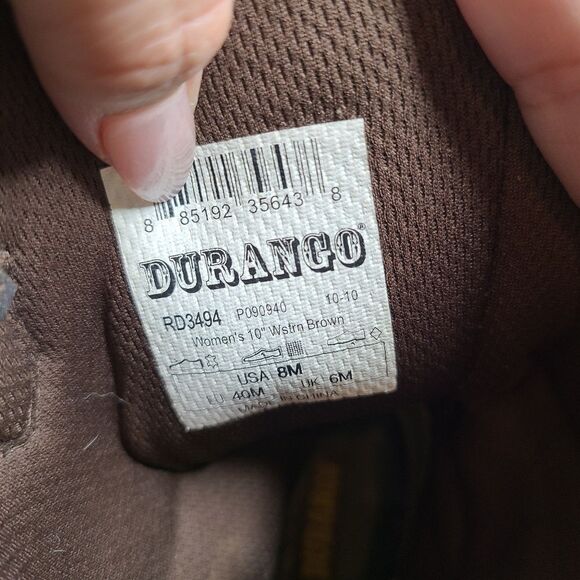 8 85192 35643 8
DURANGO®
RD3494 P090940 10-10
Women's 10" Wstrn Brown
USA 8M
EU 40M UK 6M
MADE IN CHINA